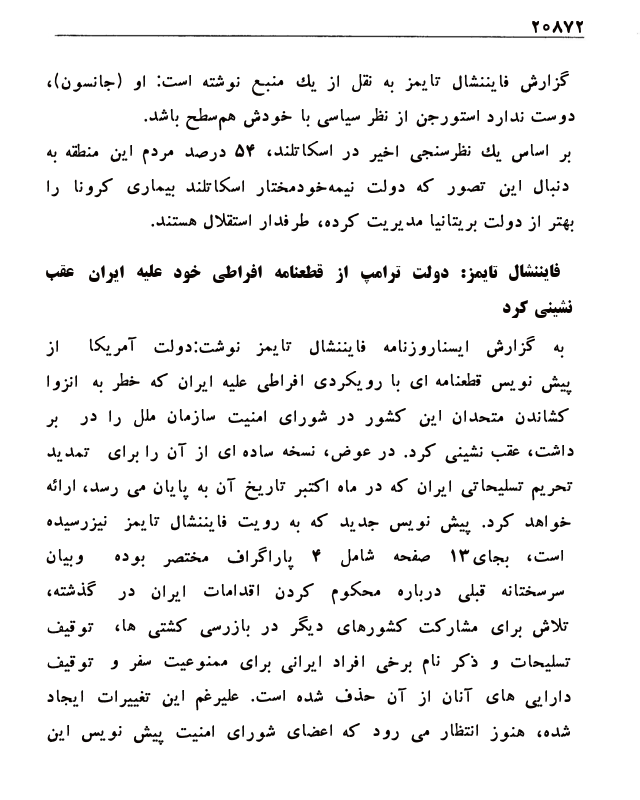 ۲۰۸۷۲
گزارش فایننشال تایمز به نقل از یك منبع نوشته است: او (جانسون)،
دوست ندارد استورجن از نظر سیاسی با خودش هم‌سطح باشد.
بر اساس یك نظرسنجی اخیر در اسکاتلند، ۵۴ درصد مردم این منطقه به
دنبال این تصور که دولت نیمه‌خودمختار اسکاتلند بیماری کرونا را
بهتر از دولت بریتانیا مدیریت کرده، طرفدار استقلال هستند.
فایننشال تایمز: دولت ترامپ از قطعنامه افراطی خود علیه ایران عقب
نشینی کرد
به گزارش ایسناروزنامه فایننشال تایمز نوشت:دولت آمریکا از
پیش نویس قطعنامه ای با رویکردی افراطی علیه ایران که خطر به انزوا
کشاندن متحدان این کشور در شورای امنیت سازمان ملل را در بر
داشت، عقب نشینی کرد. در عوض، نسخه ساده ای از آن را برای تمدید
تحریم تسلیحاتی ایران که در ماه اکتبر تاریخ آن به پایان می رسد، ارائه
خواهد کرد. پیش نویس جدید که به رویت فایننشال تایمز نیزرسیده
است، بجای۱۳ صفحه شامل ۴ پاراگراف مختصر بوده وبیان
سرسختانه قبلی درباره محکوم کردن اقدامات ایران در گذشته،
تلاش برای مشارکت کشورهای دیگر در بازرسی کشتی ها، توقیف
تسلیحات و ذکر نام برخی افراد ایرانی برای ممنوعیت سفر و توقیف
دارایی های آنان از آن حذف شده است. علیرغم این تغییرات ایجاد
شده، هنوز انتظار می رود که اعضای شورای امنیت پیش نویس این